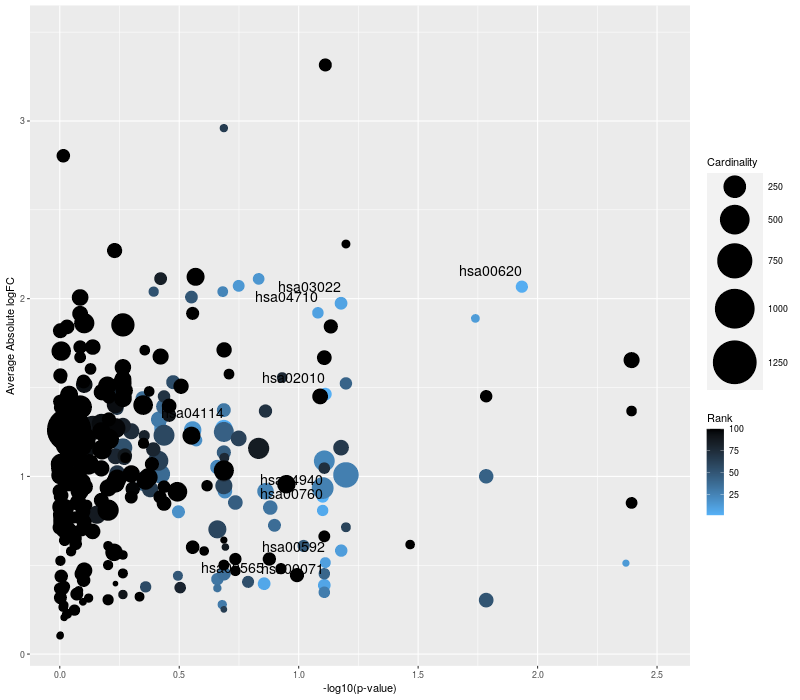 Average Absolute logFC
3
2
1
0
hsa00620
hsa03022
hsa04710
hsa02010
hsa04114
hsa00760
hsa00592
0.0 0.5 1.0 1.5 2.0 2.5
-log10(p-value)
Cardinality
250
500
750
1000
1250
Rank
100
75
50
25